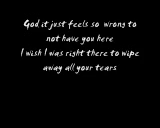 God it just feels so wrong to
not have you here
I wish I was right there to wipe
away all your tears